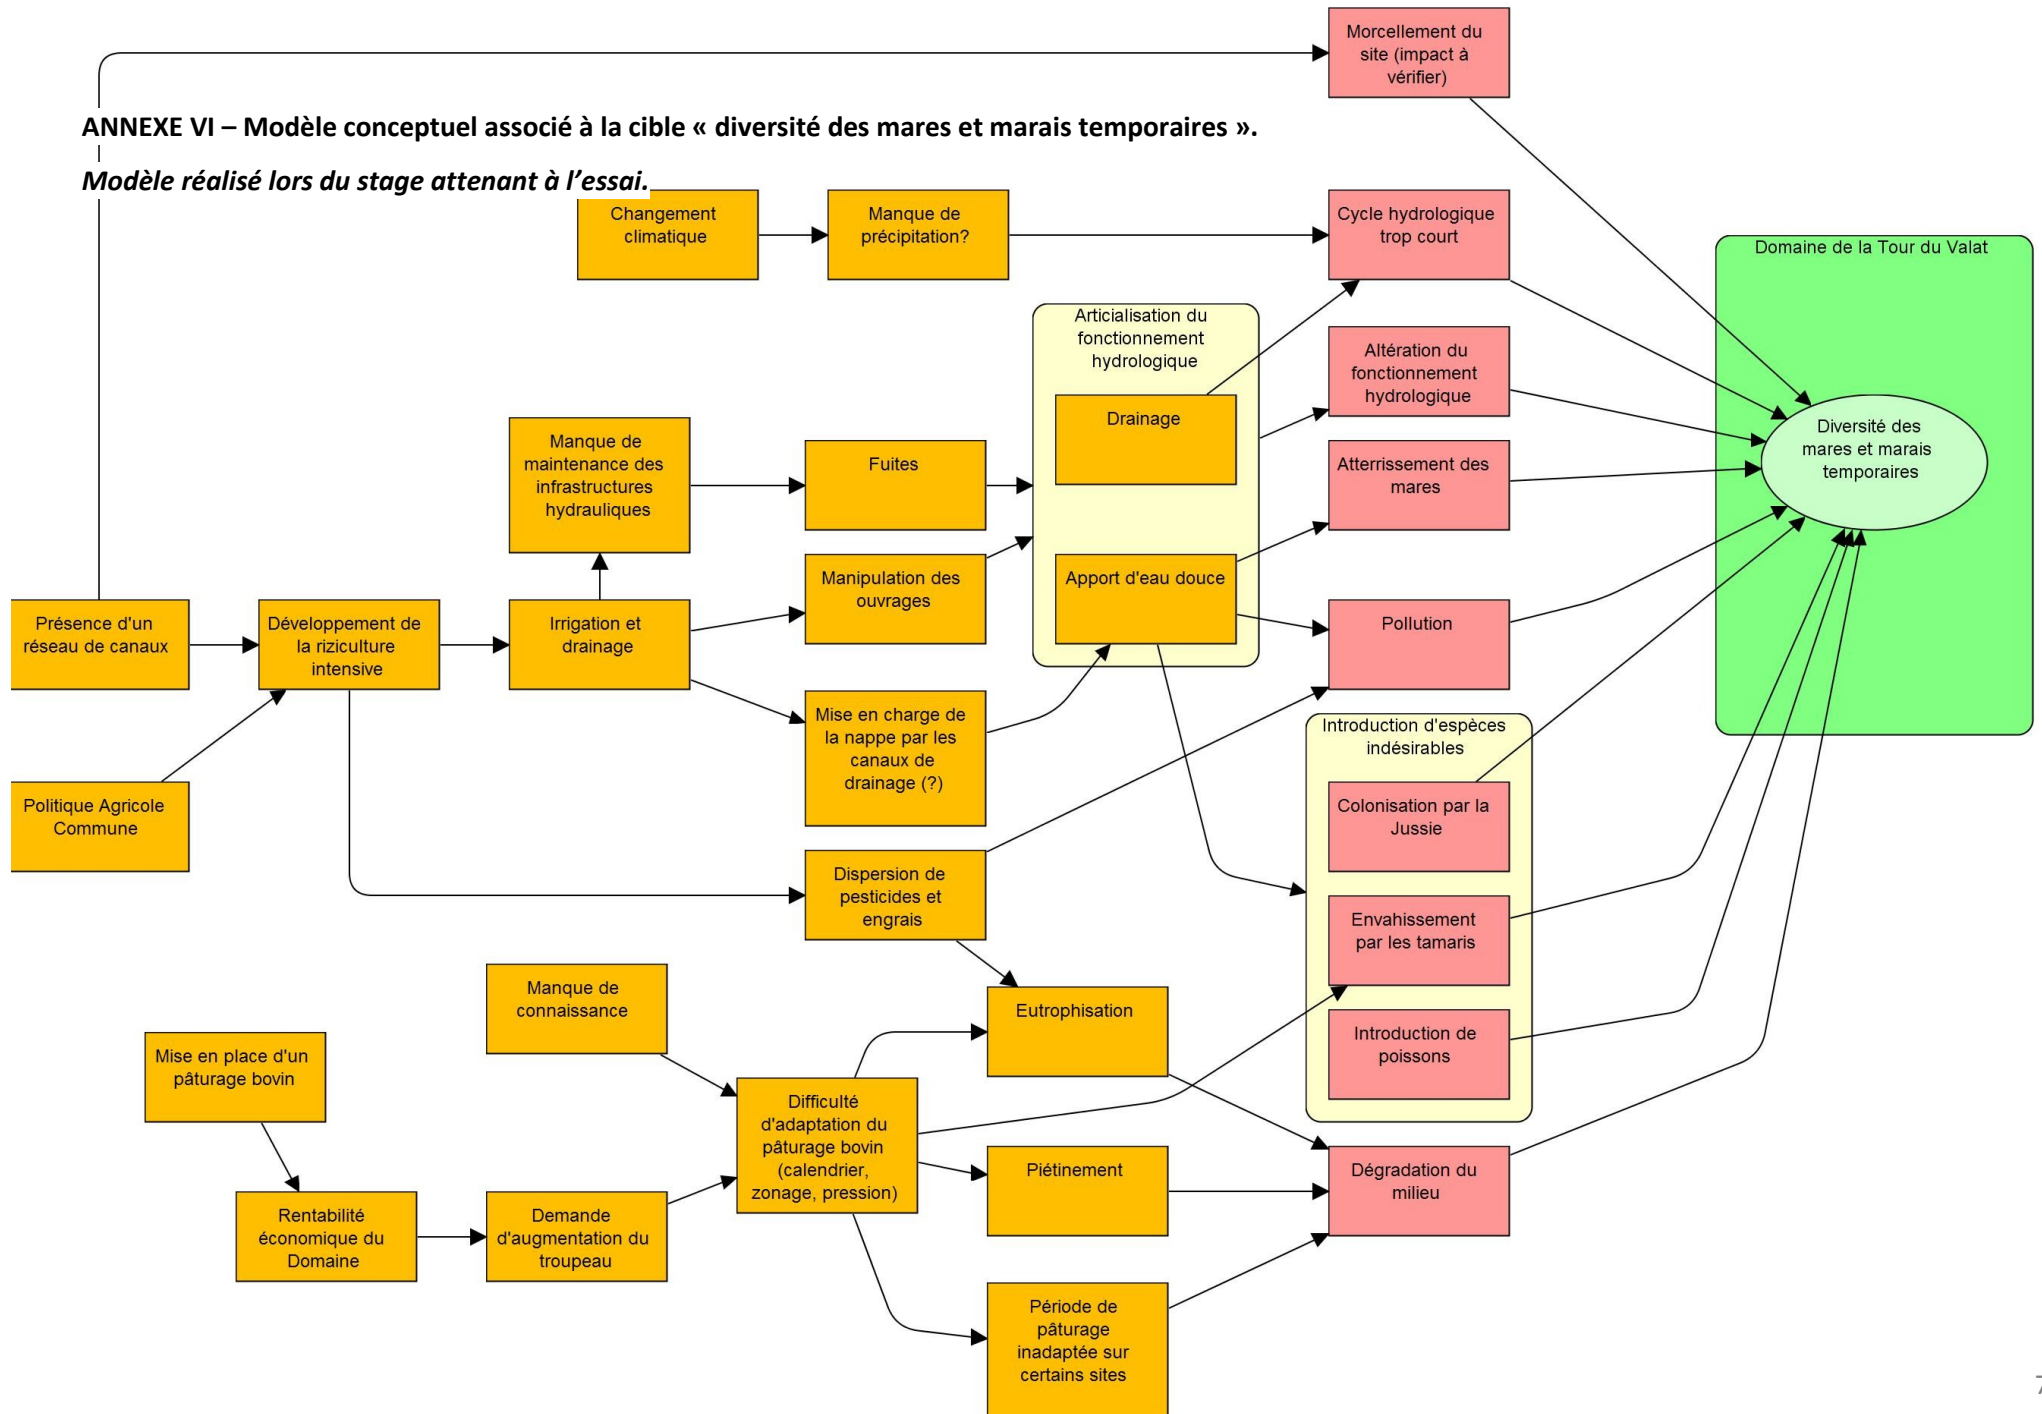 Morcellement du
site (impact à
vérifier)
ANNEXE VI – Modèle conceptuel associé à la cible « diversité des mares et marais temporaires ».
Modèle réalisé lors du stage attenant à l'essai.
Changement
climatique
Manque de
précipitation?
Cycle hydrologique
trop court
Domaine de la Tour du Valat
Articialisation du
fonctionnement
hydrologique
Altération du
fonctionnement
hydrologique
Drainage
Diversité des
mares et marais
temporaires
Manque de
maintenance des
infrastructures
hydrauliques
Fuites
Atterrissement des
mares
Manipulation des
ouvrages
Apport d'eau douce
Présence d'un
réseau de canaux
Développement de
la riziculture
intensive
Irrigation et
drainage
Pollution
Mise en charge de
la nappe par les
canaux de
drainage (?)
Introduction d'espèces
indésirables
Politique Agricole
Commune
Colonisation par la
Jussie
Dispersion de
pesticides et
engrais
Envahissement
par les tamaris
Manque de
connaissance
Eutrophisation
Introduction de
poissons
Mise en place d'un
pâturage bovin
Difficulté
d'adaptation du
pâturage bovin
(calendrier,
zonage, pression)
Piétinement
Dégradation du
milieu
Rentabilité
économique du
Domaine
Demande
d'augmentation du
troupeau
Période de
pâturage
inadaptée sur
certains sites
7